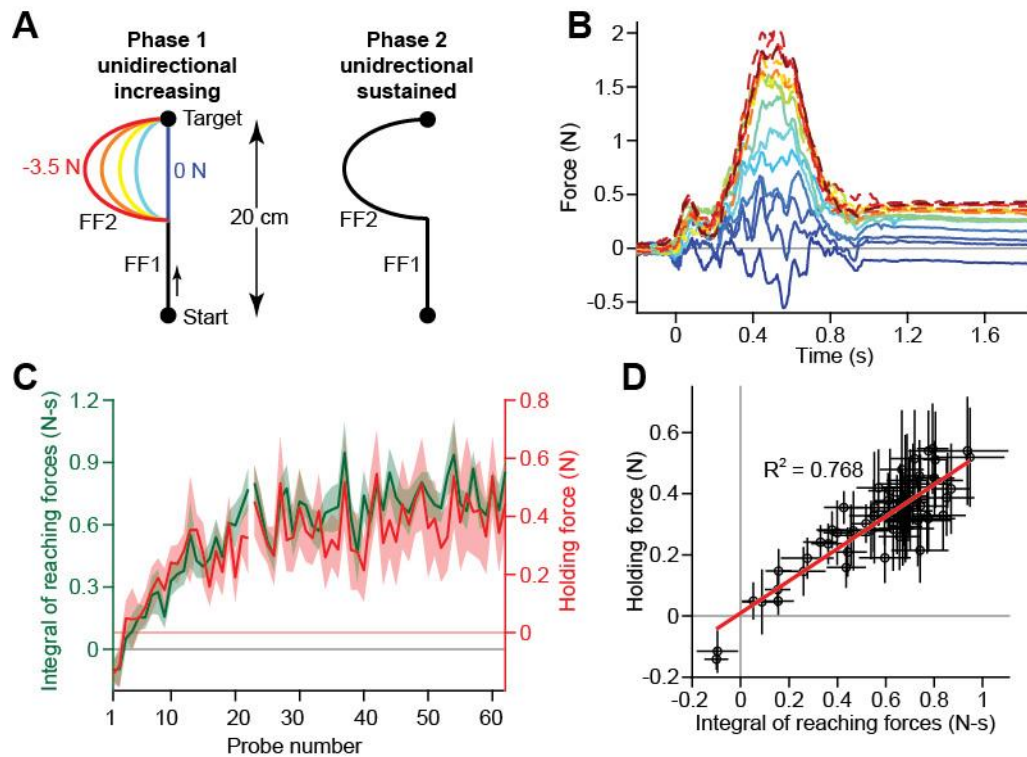 A
Phase 1
unidirectional
increasing
Phase 2
unidrectional
sustained
Target
-3.5 N
0 N
FF2
FF1
Start
20 cm
FF2
FF1
B
Force (N)
2
1.5
1
0.5
0
-0.5
0
0.4
0.8
1.2
1.6
Time (s)
C
Integral of reaching forces (N-s)
1.2
0.9
0.6
0.3
0
Holding force (N)
0.8
0.6
0.4
0.2
0
1
10
20
30
40
50
60
Probe number
D
Holding force (N)
0.6
0.4
0.2
0
-0.2
R² = 0.768
-0.2
0
0.2
0.4
0.6
0.8
1
Integral of reaching forces (N-s)